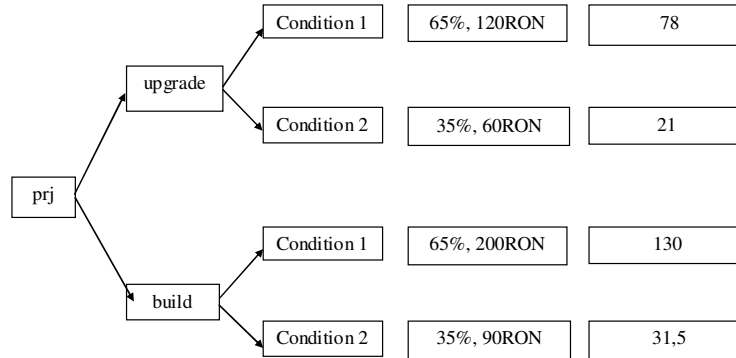 Condition 1 65%, 120RON 78
upgrade
Condition 2 35%, 60RON 21
prj
Condition 1 65%, 200RON 130
build
Condition 2 35%, 90RON 31,5